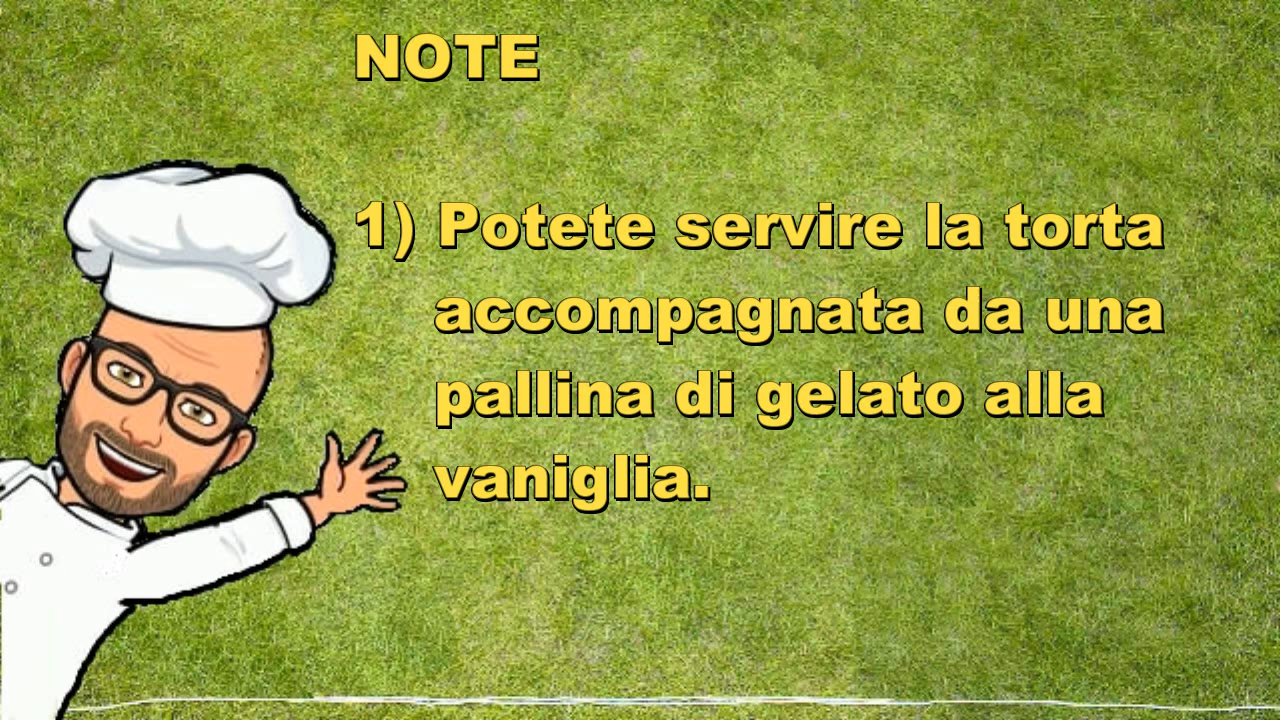 NOTE
1) Potete servire la torta
accompagnata da una
pallina di gelato alla
vaniglia.